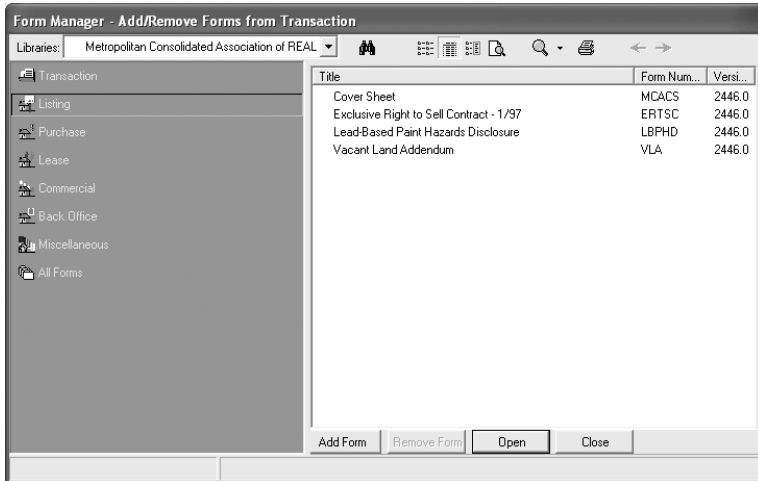 Form Manager - Add/Remove Forms from Transaction
Libraries: Metropolitan Consolidated Association of REAL
Transaction
Listing
Purchase
Lease
Commercial
Back Office
Miscellaneous
All Forms
Title Form Num... Versi...
Cover Sheet MCACS 2446.0
Exclusive Right to Sell Contract - 1/97 ERTSC 2446.0
Lead-Based Paint Hazards Disclosure LBPHD 2446.0
Vacant Land Addendum VLA 2446.0
Add Form Remove Form Open Close